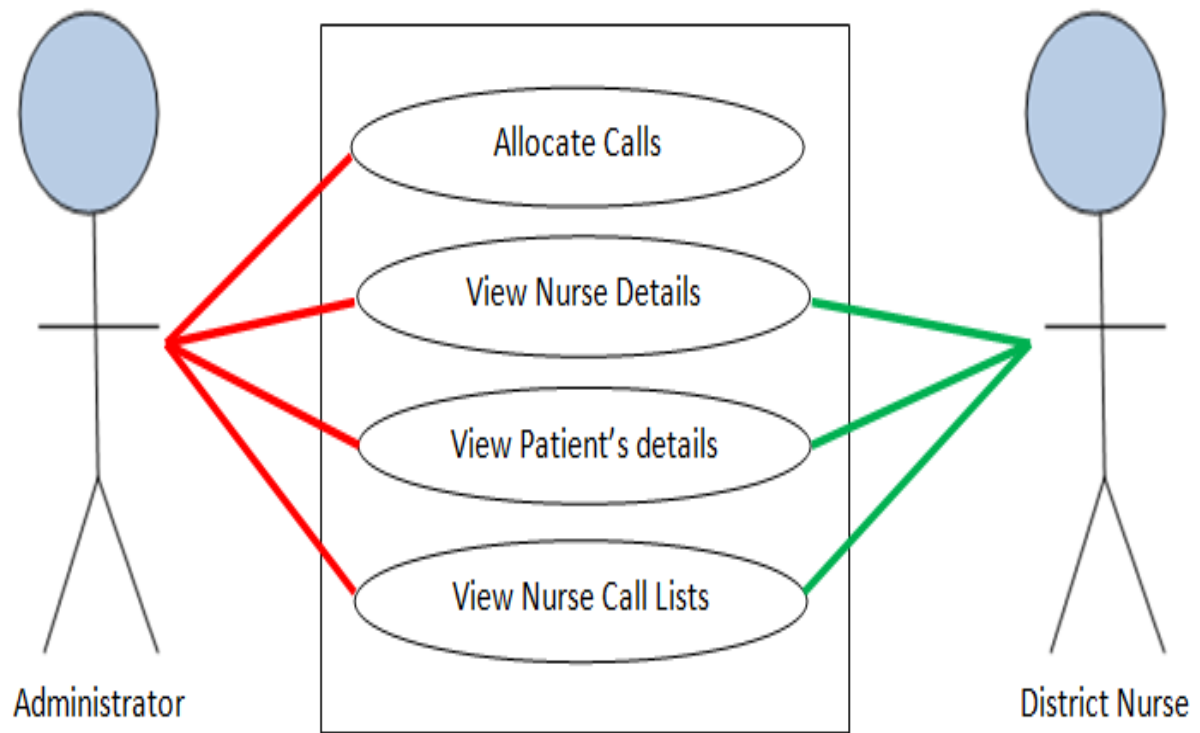 Allocate Calls
View Nurse Details
View Patient’s details
View Nurse Call Lists
Administrator
District Nurse